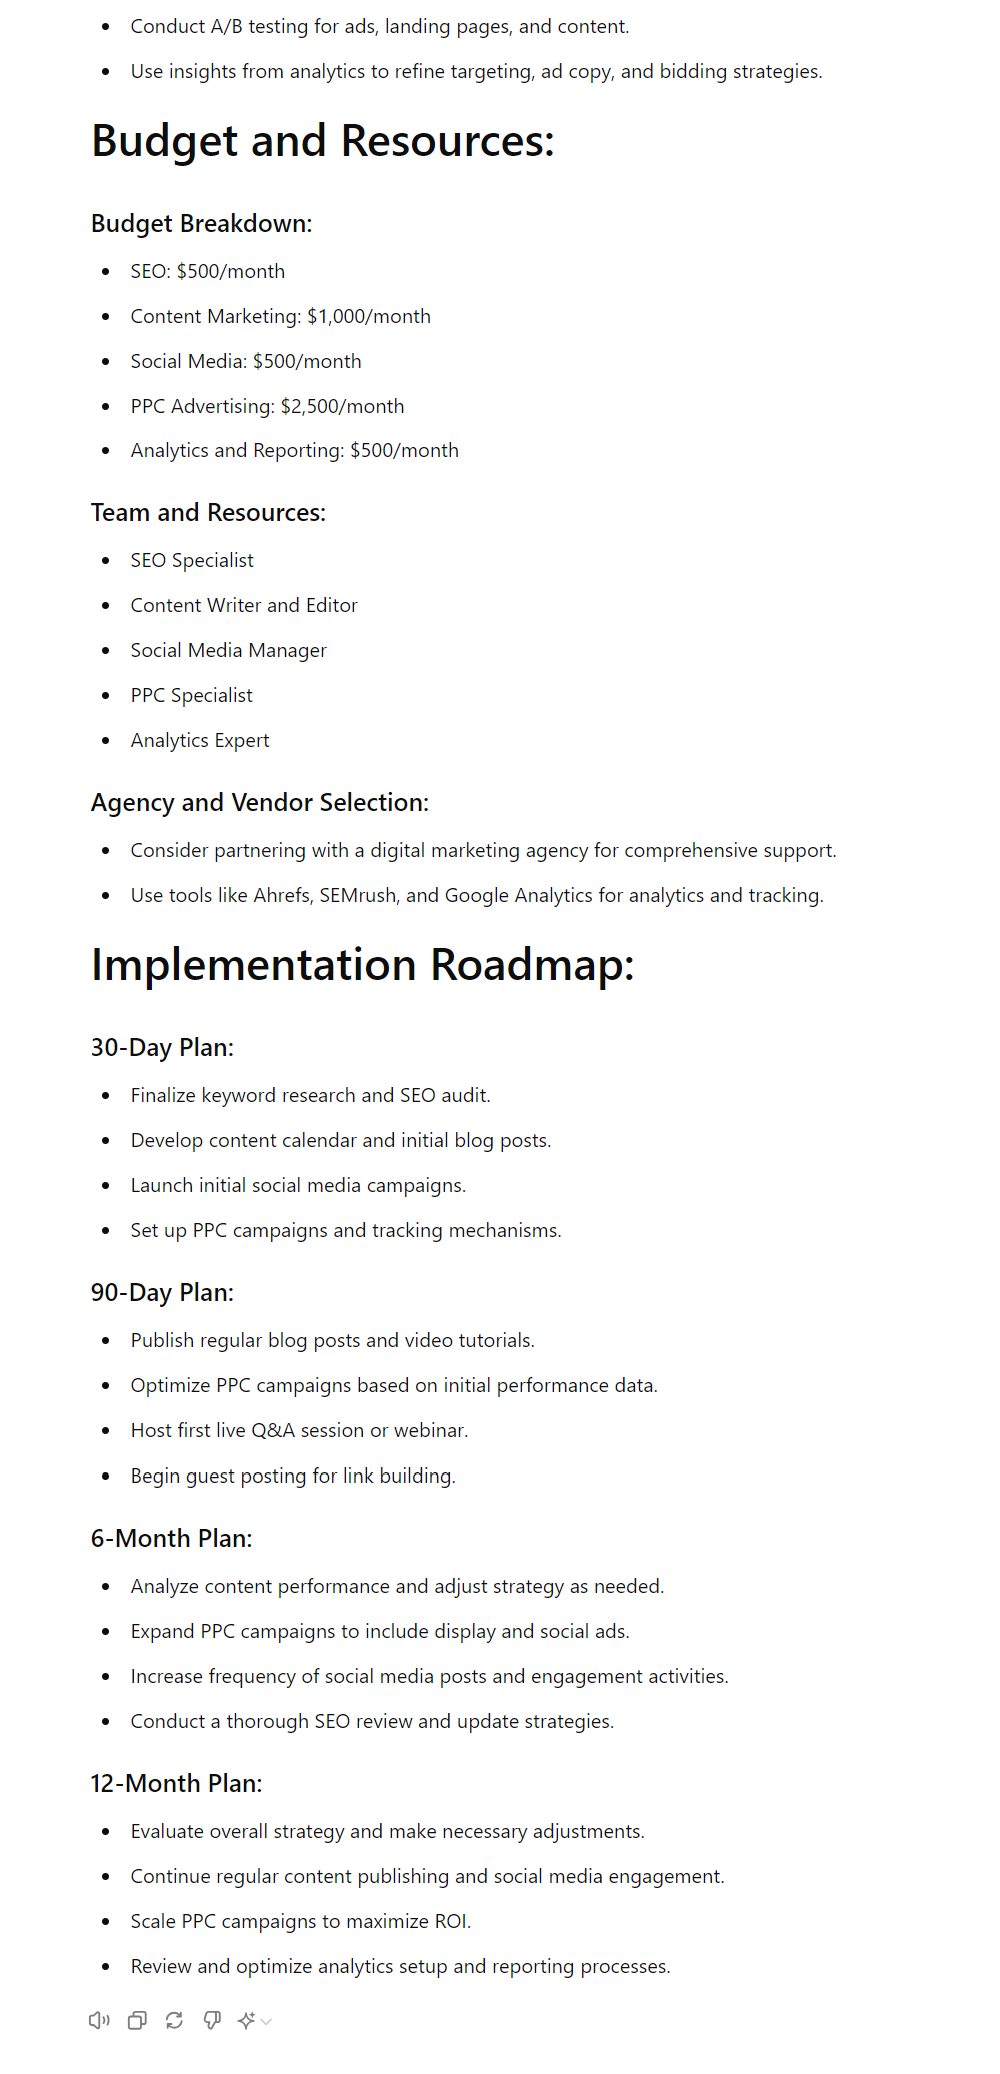 Conduct A/B testing for ads, landing pages, and content.
Use insights from analytics to refine targeting, ad copy, and bidding strategies.
Budget and Resources:
Budget Breakdown:
SEO: $500/month
Content Marketing: $1,000/month
Social Media: $500/month
PPC Advertising: $2,500/month
Analytics and Reporting: $500/month
Team and Resources:
SEO Specialist
Content Writer and Editor
Social Media Manager
PPC Specialist
Analytics Expert
Agency and Vendor Selection:
Consider partnering with a digital marketing agency for comprehensive support.
Use tools like Ahrefs, SEMrush, and Google Analytics for analytics and tracking.
Implementation Roadmap:
30-Day Plan:
Finalize keyword research and SEO audit.
Develop content calendar and initial blog posts.
Launch initial social media campaigns.
Set up PPC campaigns and tracking mechanisms.
90-Day Plan:
Publish regular blog posts and video tutorials.
Optimize PPC campaigns based on initial performance data.
Host first live Q&A session or webinar.
Begin guest posting for link building.
6-Month Plan:
Analyze content performance and adjust strategy as needed.
Expand PPC campaigns to include display and social ads.
Increase frequency of social media posts and engagement activities.
Conduct a thorough SEO review and update strategies.
12-Month Plan:
Evaluate overall strategy and make necessary adjustments.
Continue regular content publishing and social media engagement.
Scale PPC campaigns to maximize ROI.
Review and optimize analytics setup and reporting processes.